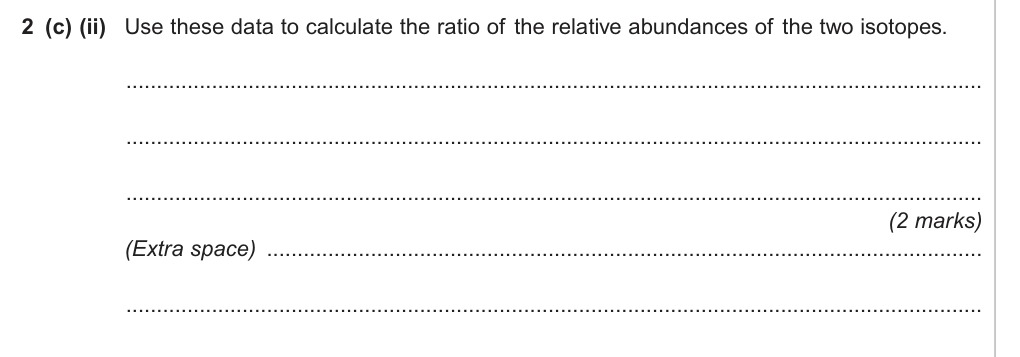 2 (c) (ii) Use these data to calculate the ratio of the relative abundances of the two isotopes.
(2 marks)
(Extra space)